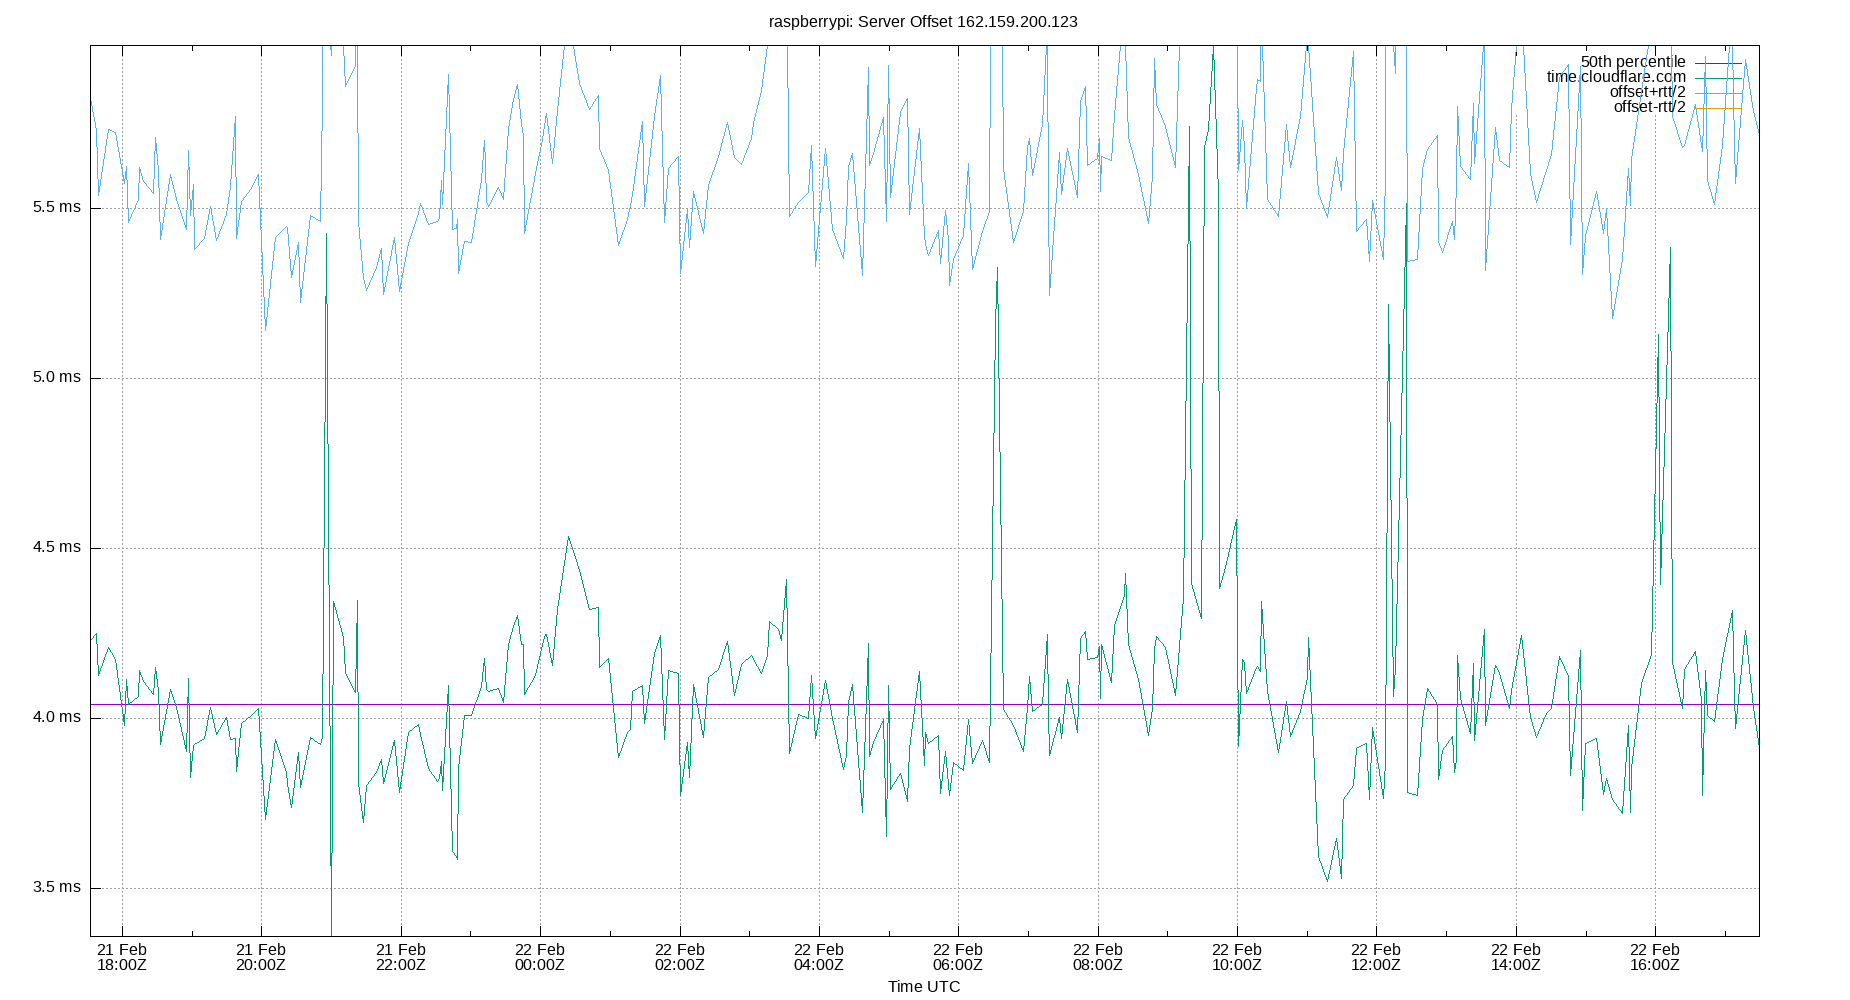 raspberrypi: Server Offset 162.159.200.123
50th percentile
time.cloudflare.com
offset+rtt/2
offset-rtt/2
5.5 ms
5.0 ms
4.5 ms
4.0 ms
3.5 ms
21 Feb 21 Feb 21 Feb 22 Feb 22 Feb 22 Feb 22 Feb 22 Feb 22 Feb 22 Feb 22 Feb 22 Feb
18:00Z 20:00Z 22:00Z 00:00Z 02:00Z 04:00Z 06:00Z 08:00Z 10:00Z 12:00Z 14:00Z 16:00Z
Time UTC